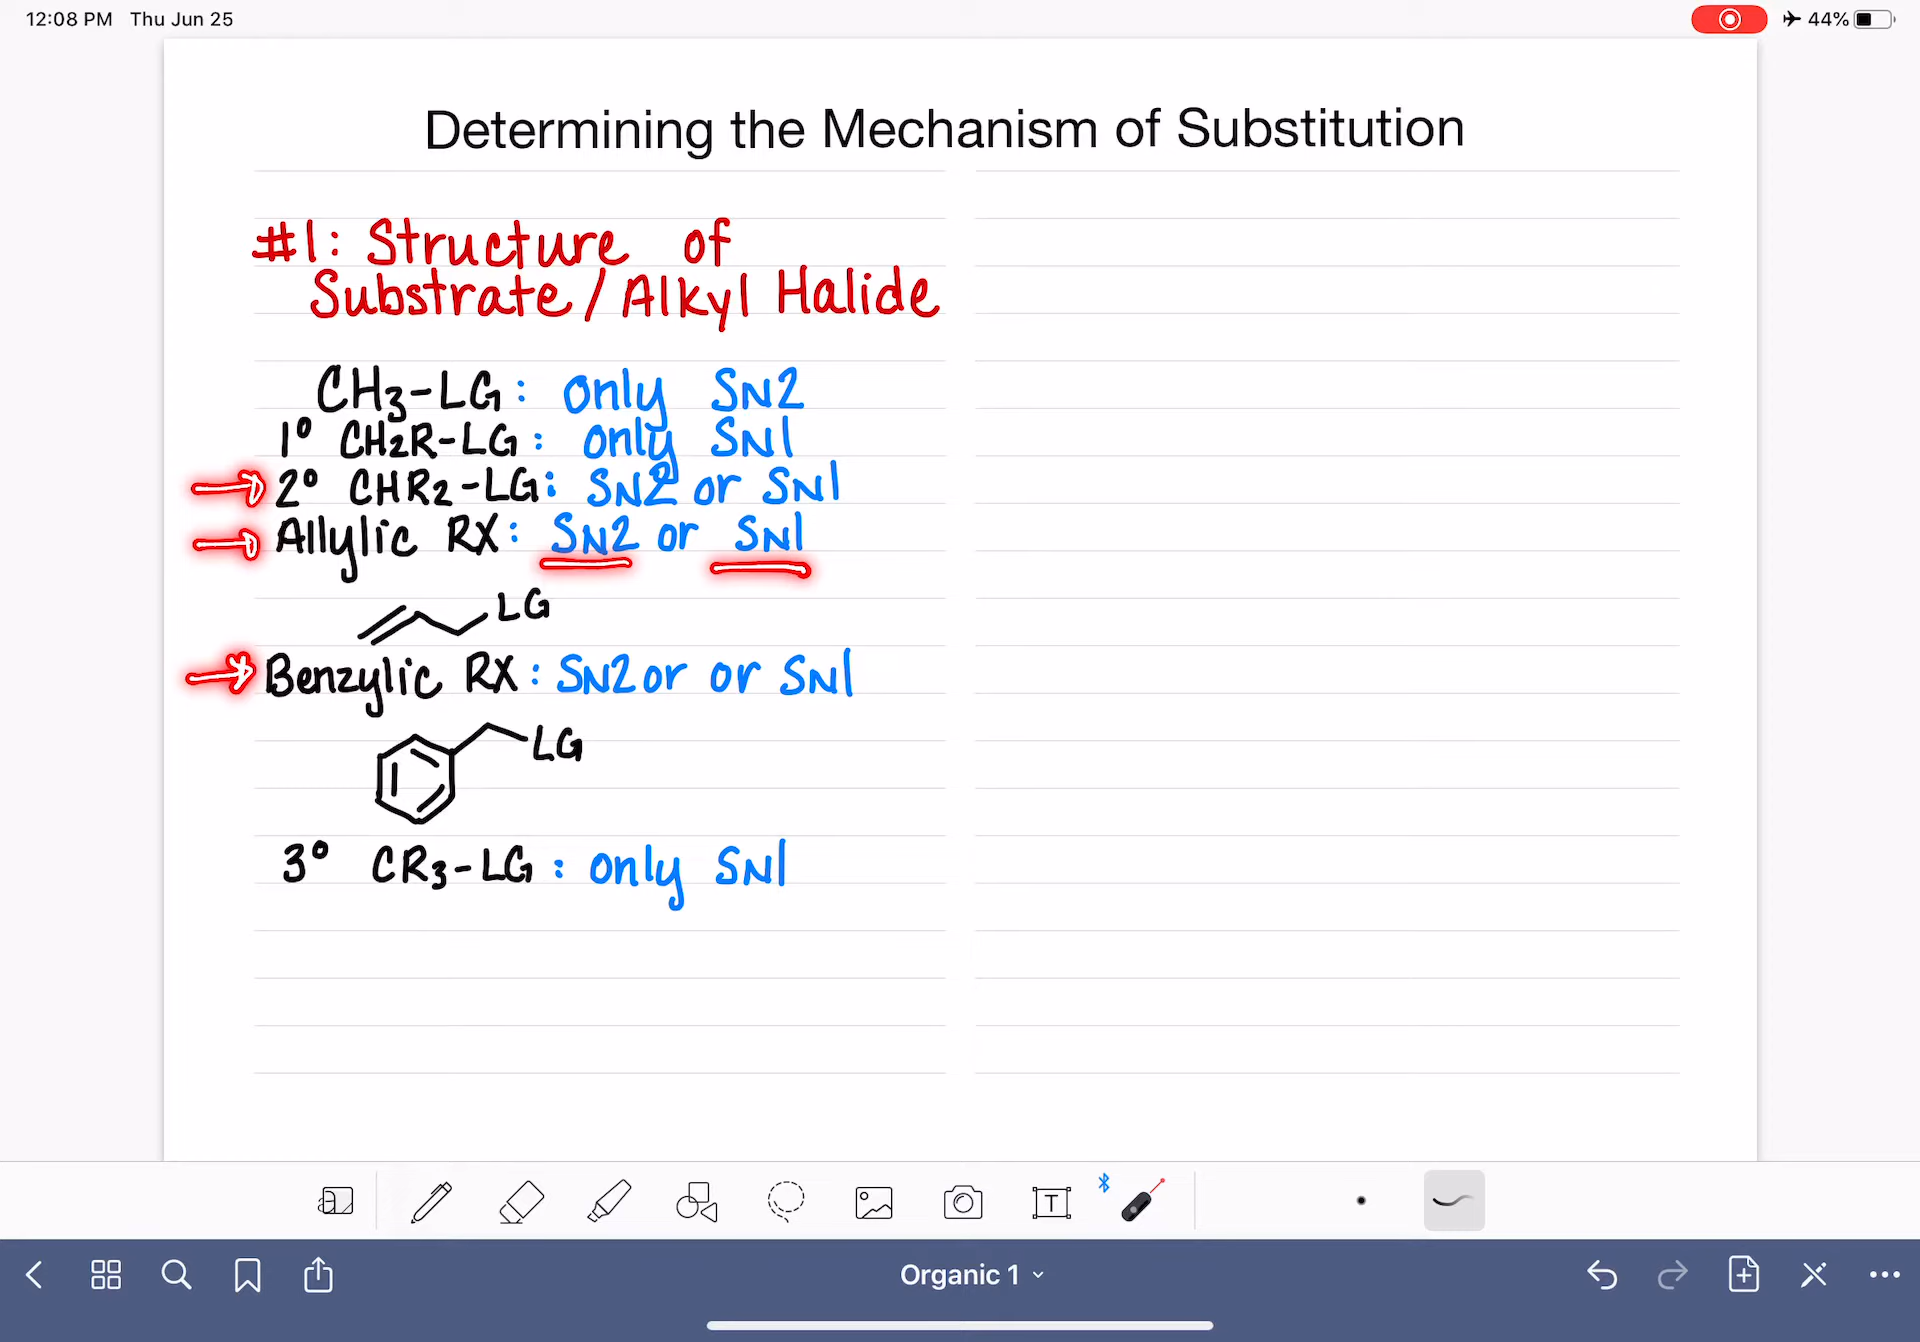 12:08 PM Thu Jun 25
44%
Determining the Mechanism of Substitution
#1: Structure of
Substrate/Alkyl Halide
CH3-LG: only SN2
1° CH2R-LG: only SN1
2° CHR2-LG: SN2 or SN1
Allylic RX: SN2 or SN1
LG
Benzylic RX: SN2 or or SN1
LG
3° CR3-LG: only SN1
T
Organic 1